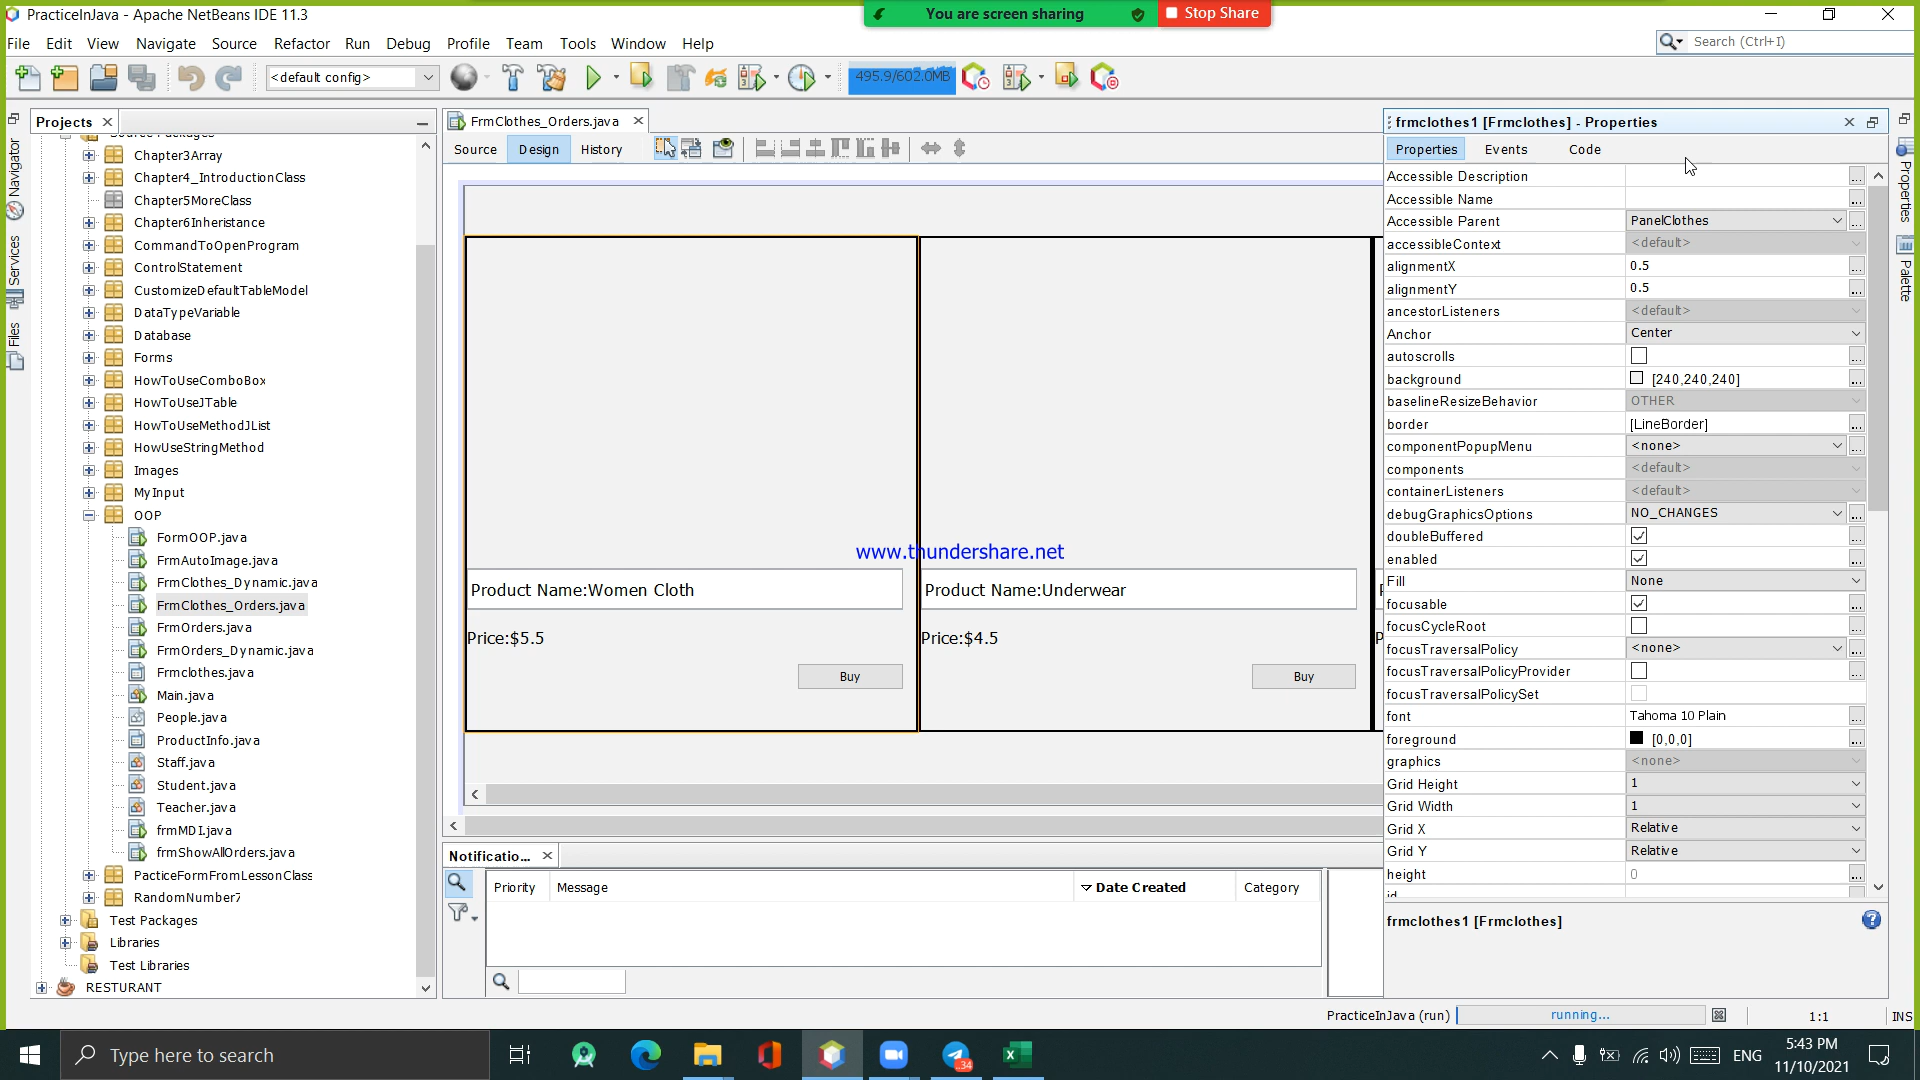 PracticeInJava - Apache NetBeans IDE 11.3
You are screen sharing
Stop Share
File Edit View Navigate Source Refactor Run Debug Profile Team Tools Window Help
Search (Ctrl+I)
<default config>
495.9/602.0MB
Projects
FrmClothes_Orders.java
frmclothes1 [Frmclothes] - Properties
Source Design History
Properties Events Code
Navigator
Services
Files
Properties
Palette
Source Packages
Chapter3Array
Chapter4_IntroductionClass
Chapter5MoreClass
Chapter6Inheristance
CommandToOpenProgram
ControlStatement
CustomizeDefaultTableModel
DataTypeVariable
Database
Forms
HowToUseComboBox
HowToUseJTable
HowToUseMethodJList
HowUseStringMethod
Images
MyInput
OOP
FormOOP.java
FrmAutoImage.java
FrmClothes_Dynamic.java
FrmClothes_Orders.java
FrmOrders.java
FrmOrders_Dynamic.java
Frmclothes.java
Main.java
People.java
ProductInfo.java
Staff.java
Student.java
Teacher.java
frmMDI.java
frmShowAllOrders.java
PacticeFormFromLessonClass
RandomNumber7
Test Packages
Libraries
Test Libraries
RESTURANT
www.thundershare.net
Product Name:Women Cloth
Price:$5.5
Buy
Product Name:Underwear
Price:$4.5
Buy
Accessible Description
Accessible Name
Accessible Parent PanelClothes
accessibleContext <default>
alignmentX 0.5
alignmentY 0.5
ancestorListeners <default>
Anchor Center
autoscrolls
background [240,240,240]
baselineResizeBehavior OTHER
border [LineBorder]
componentPopupMenu <none>
components <default>
containerListeners <default>
debugGraphicsOptions NO_CHANGES
doubleBuffered
enabled
Fill None
focusable
focusCycleRoot
focusTraversalPolicy <none>
focusTraversalPolicyProvider
focusTraversalPolicySet
font Tahoma 10 Plain
foreground [0,0,0]
graphics <none>
Grid Height 1
Grid Width 1
Grid X Relative
Grid Y Relative
height 0
id
frmclothes1 [Frmclothes]
Notificatio...
Priority Message Date Created Category
PracticeInJava (run) running... 1:1 INS
Type here to search
34
ENG
5:43 PM
11/10/2021